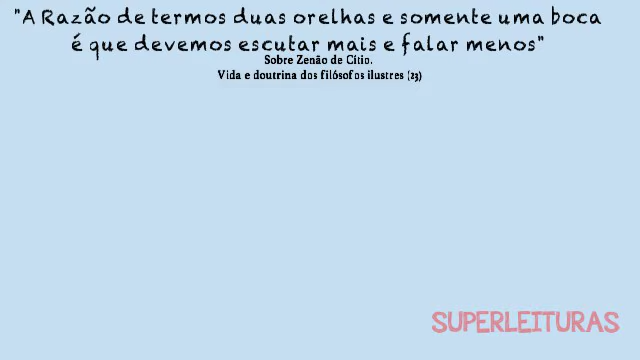 "A Razão de termos duas orelhas e somente uma boca
é que devemos escutar mais e falar menos"
Sobre Zenão de Cítio.
Vida e doutrina dos filósofos ilustres (23)
SUPERLEITURAS